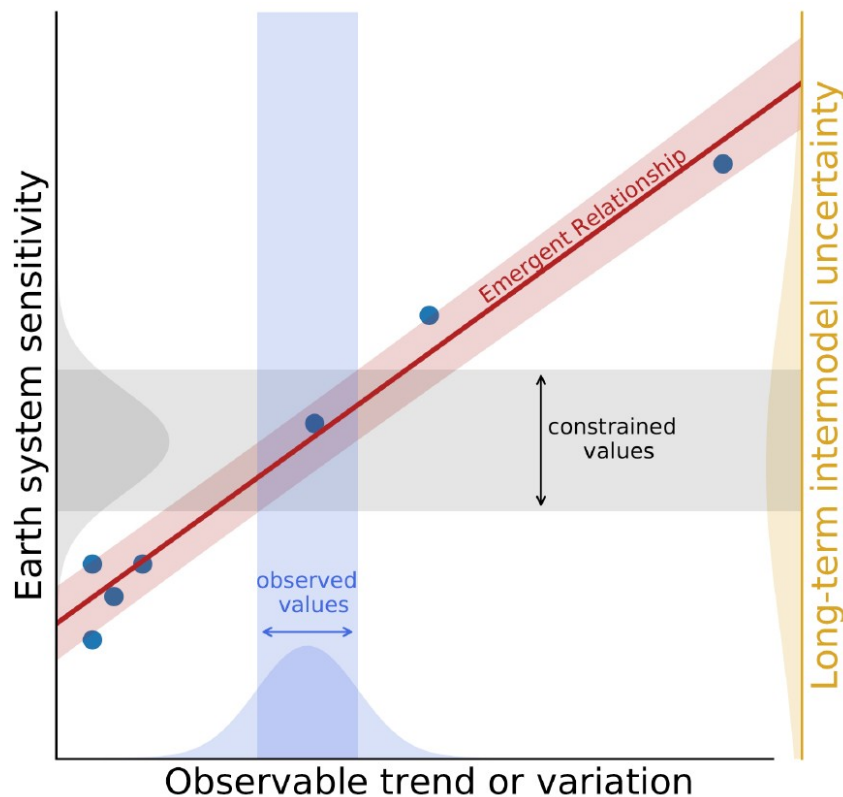 Earth system sensitivity
Emergent Relationship
constrained
values
observed
values
Observable trend or variation
Long-term intermodel uncertainty